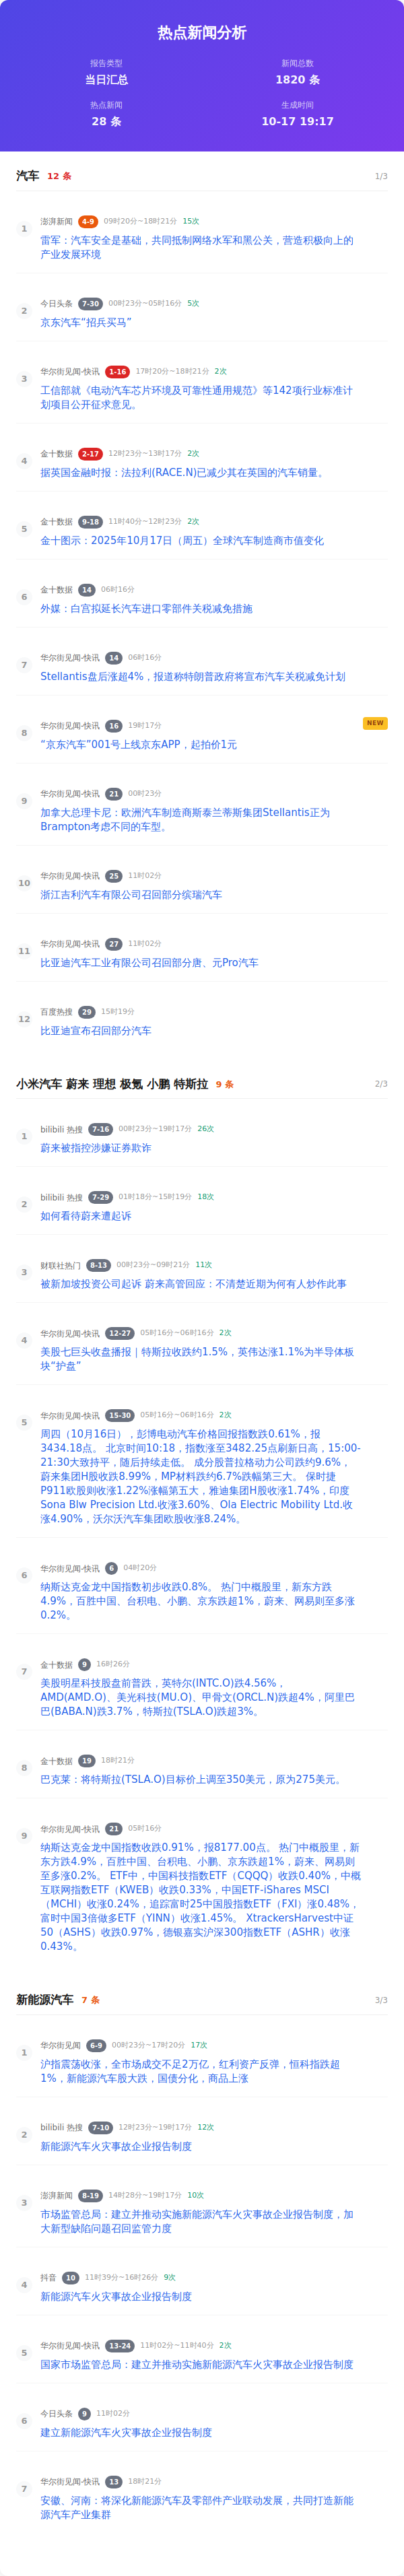 热点新闻分析
报告类型
当日汇总
新闻总数
1820 条
热点新闻
28 条
生成时间
10-17 19:17
汽车 12 条 1/3
1
澎湃新闻 4-9 09时20分~18时21分 15次
雷军：汽车安全是基础，共同抵制网络水军和黑公关，营造积极向上的
产业发展环境
2
今日头条 7-30 00时23分~05时16分 5次
京东汽车“招兵买马”
3
华尔街见闻-快讯 1-16 17时20分~18时21分 2次
工信部就《电动汽车芯片环境及可靠性通用规范》等142项行业标准计
划项目公开征求意见。
4
金十数据 2-17 12时23分~13时17分 2次
据英国金融时报：法拉利(RACE.N)已减少其在英国的汽车销量。
5
金十数据 9-18 11时40分~12时23分 2次
金十图示：2025年10月17日（周五）全球汽车制造商市值变化
6
金十数据 14 06时16分
外媒：白宫拟延长汽车进口零部件关税减免措施
7
华尔街见闻-快讯 14 06时16分
Stellantis盘后涨超4%，报道称特朗普政府将宣布汽车关税减免计划
8
华尔街见闻-快讯 16 19时17分 NEW
“京东汽车”001号上线京东APP，起拍价1元
9
华尔街见闻-快讯 21 00时23分
加拿大总理卡尼：欧洲汽车制造商斯泰兰蒂斯集团Stellantis正为
Brampton考虑不同的车型。
10
华尔街见闻-快讯 25 11时02分
浙江吉利汽车有限公司召回部分缤瑞汽车
11
华尔街见闻-快讯 27 11时02分
比亚迪汽车工业有限公司召回部分唐、元Pro汽车
12
百度热搜 29 15时19分
比亚迪宣布召回部分汽车
小米汽车 蔚来 理想 极氪 小鹏 特斯拉 9 条 2/3
1
bilibili 热搜 7-16 00时23分~19时17分 26次
蔚来被指控涉嫌证券欺诈
2
bilibili 热搜 7-29 01时18分~15时19分 18次
如何看待蔚来遭起诉
3
财联社热门 8-13 00时23分~09时21分 11次
被新加坡投资公司起诉 蔚来高管回应：不清楚近期为何有人炒作此事
4
华尔街见闻-快讯 12-27 05时16分~06时16分 2次
美股七巨头收盘播报｜特斯拉收跌约1.5%，英伟达涨1.1%为半导体板
块“护盘”
5
华尔街见闻-快讯 15-30 05时16分~06时16分 2次
周四（10月16日），彭博电动汽车价格回报指数跌0.61%，报
3434.18点。 北京时间10:18，指数涨至3482.25点刷新日高，15:00-
21:30大致持平，随后持续走低。 成分股普拉格动力公司跌约9.6%，
蔚来集团H股收跌8.99%，MP材料跌约6.7%跌幅第三大。 保时捷
P911欧股则收涨1.22%涨幅第五大，雅迪集团H股收涨1.74%，印度
Sona Blw Precision Ltd.收涨3.60%、Ola Electric Mobility Ltd.收
涨4.90%，沃尔沃汽车集团欧股收涨8.24%。
6
华尔街见闻-快讯 6 04时20分
纳斯达克金龙中国指数初步收跌0.8%。 热门中概股里，新东方跌
4.9%，百胜中国、台积电、小鹏、京东跌超1%，蔚来、网易则至多涨
0.2%。
7
金十数据 9 16时26分
美股明星科技股盘前普跌，英特尔(INTC.O)跌4.56%，
AMD(AMD.O)、美光科技(MU.O)、甲骨文(ORCL.N)跌超4%，阿里巴
巴(BABA.N)跌3.7%，特斯拉(TSLA.O)跌超3%。
8
金十数据 19 18时21分
巴克莱：将特斯拉(TSLA.O)目标价上调至350美元，原为275美元。
9
华尔街见闻-快讯 21 05时16分
纳斯达克金龙中国指数收跌0.91%，报8177.00点。 热门中概股里，新
东方跌4.9%，百胜中国、台积电、小鹏、京东跌超1%，蔚来、网易则
至多涨0.2%。 ETF中，中国科技指数ETF（CQQQ）收跌0.40%，中概
互联网指数ETF（KWEB）收跌0.33%，中国ETF-iShares MSCI
（MCHI）收涨0.24%，追踪富时25中国股指数ETF（FXI）涨0.48%，
富时中国3倍做多ETF（YINN）收涨1.45%。 XtrackersHarvest中证
50（ASHS）收跌0.97%，德银嘉实沪深300指数ETF（ASHR）收涨
0.43%。
新能源汽车 7 条 3/3
1
华尔街见闻 6-9 00时23分~17时20分 17次
沪指震荡收涨，全市场成交不足2万亿，红利资产反弹，恒科指跌超
1%，新能源汽车股大跌，国债分化，商品上涨
2
bilibili 热搜 7-10 12时23分~19时17分 12次
新能源汽车火灾事故企业报告制度
3
澎湃新闻 8-19 14时28分~19时17分 10次
市场监管总局：建立并推动实施新能源汽车火灾事故企业报告制度，加
大新型缺陷问题召回监管力度
4
抖音 10 11时39分~16时26分 9次
新能源汽车火灾事故企业报告制度
5
华尔街见闻-快讯 13-24 11时02分~11时40分 2次
国家市场监管总局：建立并推动实施新能源汽车火灾事故企业报告制度
6
今日头条 9 11时02分
建立新能源汽车火灾事故企业报告制度
7
华尔街见闻-快讯 13 18时21分
安徽、河南：将深化新能源汽车及零部件产业联动发展，共同打造新能
源汽车产业集群